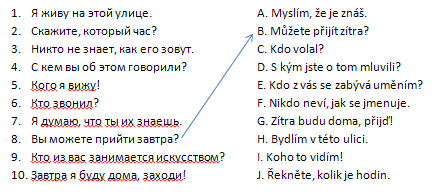 1. Я живу на этой улице.
2. Скажите, который час?
3. Никто не знает, как его зовут.
4. С кем вы об этом говорили?
5. Кого я вижу!
6. Кто звонил?
7. Я думаю, что ты их знаешь.
8. Вы можете прийти завтра?
9. Кто из вас занимается искусством?
10. Завтра я буду дома, заходи!
A. Myslím, že je znáš.
B. Můžete přijít zítra?
C. Kdo volal?
D. S kým jste o tom mluvili?
E. Kdo z vás se zabývá uměním?
F. Nikdo neví, jak se jmenuje.
G. Zítra budu doma, přijď!
H. Bydlím v této ulici.
I. Koho to vidím!
J. Řekněte, kolik je hodin.